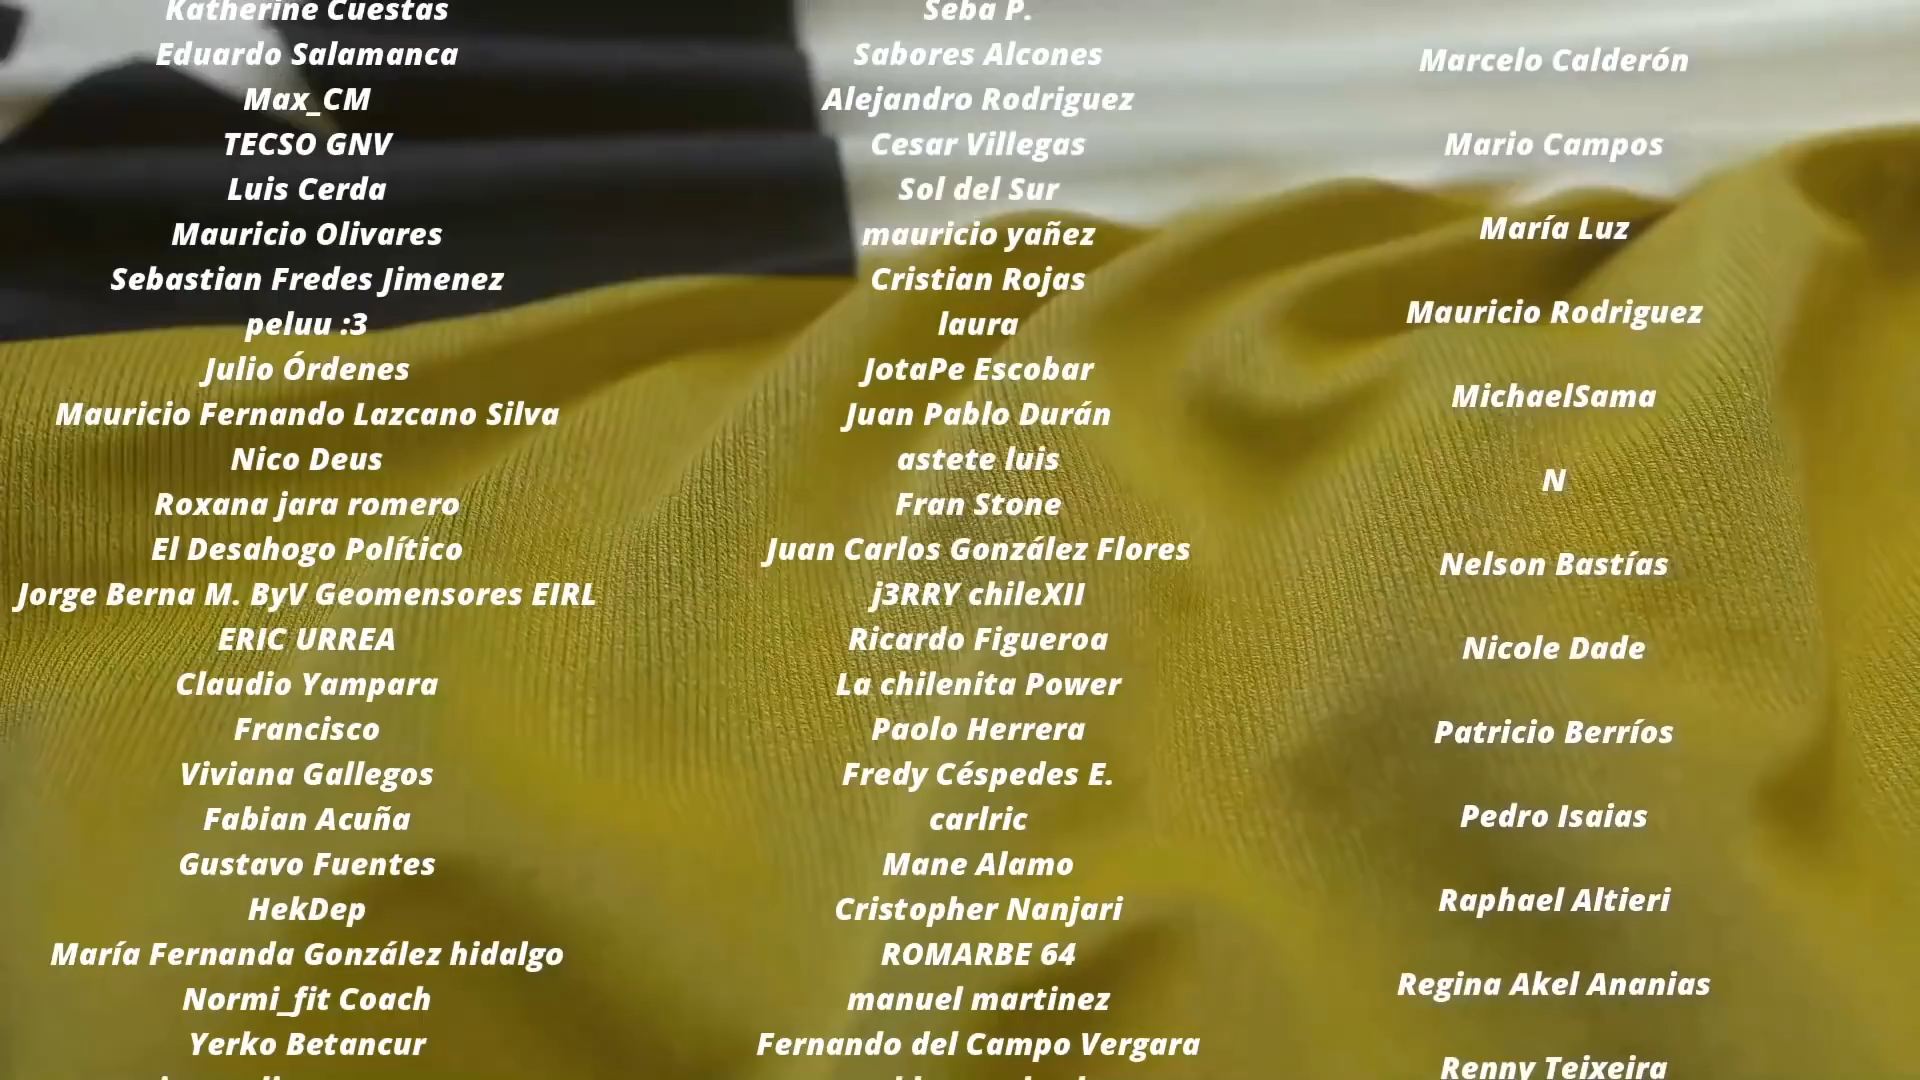 Katherine Cuestas
Eduardo Salamanca
Max_CM
TECSO GNV
Luis Cerda
Mauricio Olivares
Sebastian Fredes Jimenez
peluu :3
Julio Órdenes
Mauricio Fernando Lazcano Silva
Nico Deus
Roxana jara romero
El Desahogo Político
Jorge Berna M. ByV Geomensores EIRL
ERIC URREA
Claudio Yampara
Francisco
Viviana Gallegos
Fabian Acuña
Gustavo Fuentes
HekDep
María Fernanda González hidalgo
Normi_fit Coach
Yerko Betancur
Seba P.
Sabores Alcones
Alejandro Rodriguez
Cesar Villegas
Sol del Sur
mauricio yañez
Cristian Rojas
laura
JotaPe Escobar
Juan Pablo Durán
astete luis
Fran Stone
Juan Carlos González Flores
j3RRY chileXII
Ricardo Figueroa
La chilenita Power
Paolo Herrera
Fredy Céspedes E.
carlric
Mane Alamo
Cristopher Nanjari
ROMARBE 64
manuel martinez
Fernando del Campo Vergara
Marcelo Calderón
Mario Campos
María Luz
Mauricio Rodriguez
MichaelSama
N
Nelson Bastías
Nicole Dade
Patricio Berríos
Pedro Isaias
Raphael Altieri
Regina Akel Ananias
Renny Teixeira